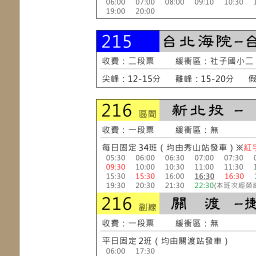 06:00 07:00 08:00 09:10 10:30
19:00 20:00
215 台北海院-台
收費：二段票 緩衝區：社子國小二
尖峰：12-15分 離峰：15-20分 假
216 區間 新北投 -
收費：一段票 緩衝區：無
每日固定 34班（均由秀山站發車）※紅字
05:30 06:00 06:30 07:00 07:30
09:30 10:00 10:30 11:00 11:30
15:30 15:30 16:00 16:30 16:30
19:30 20:30 21:30 22:30(本班次經榮總
216 副線 關 渡 -捷
收費：一段票 緩衝區：無
平日固定 2班（均由關渡站發車）
06:00 17:30